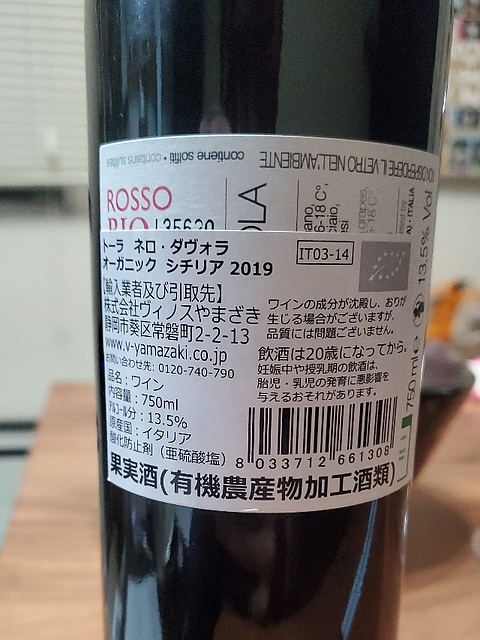 contiene solfiti • contains sulfites
NON DISPERDERE IL VETRO NELL'AMBIENTE
ROSSO
トーラ ネロ・ダヴォラ
オーガニック シチリア 2019
IT03-14
【輸入業者及び引取先】
株式会社ヴィノスやまざき
静岡市葵区常磐町2-2-13
www.v-yamazaki.co.jp
お問い合わせ先：0120-740-790
品名：ワイン
内容量：750ml
アルコール分：13.5%
原産国：イタリア
酸化防止剤（亜硫酸塩）
ワインの成分が沈殿し、おりが
生じる場合がございますが、
品質には問題ございません。
飲酒は20歳になってから。
妊娠中や授乳期の飲酒は、
胎児・乳児の発育に悪影響を
与えるおそれがあります。
8 033712 661308
果実酒(有機農産物加工酒類)
750 ml e
13.5% Vol
ITALIA